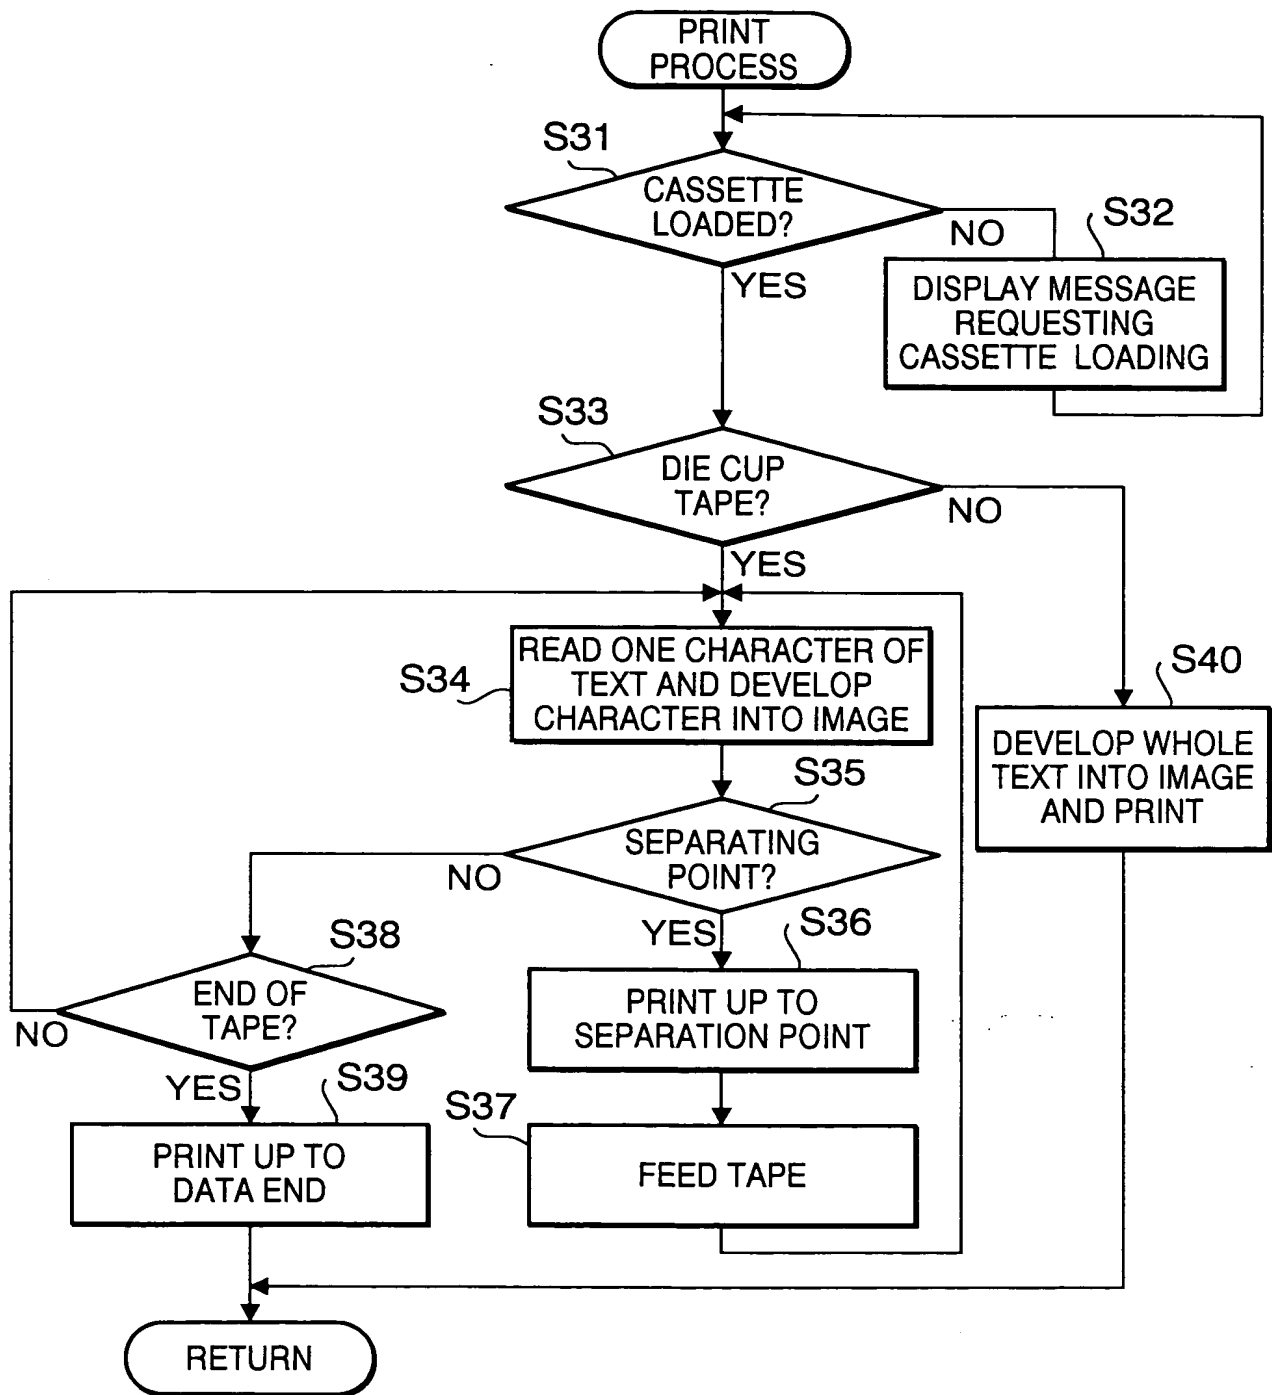 PRINT
PROCESS
S31
CASSETTE
LOADED?
NO
S32
YES
DISPLAY MESSAGE
REQUESTING
CASSETTE LOADING
S33
DIE CUP
TAPE?
NO
YES
S34
READ ONE CHARACTER OF
TEXT AND DEVELOP
CHARACTER INTO IMAGE
S40
DEVELOP WHOLE
TEXT INTO IMAGE
AND PRINT
S35
SEPARATING
POINT?
NO
YES
S36
S38
END OF
TAPE?
NO
PRINT UP TO
SEPARATION POINT
YES
S39
S37
PRINT UP TO
DATA END
FEED TAPE
RETURN